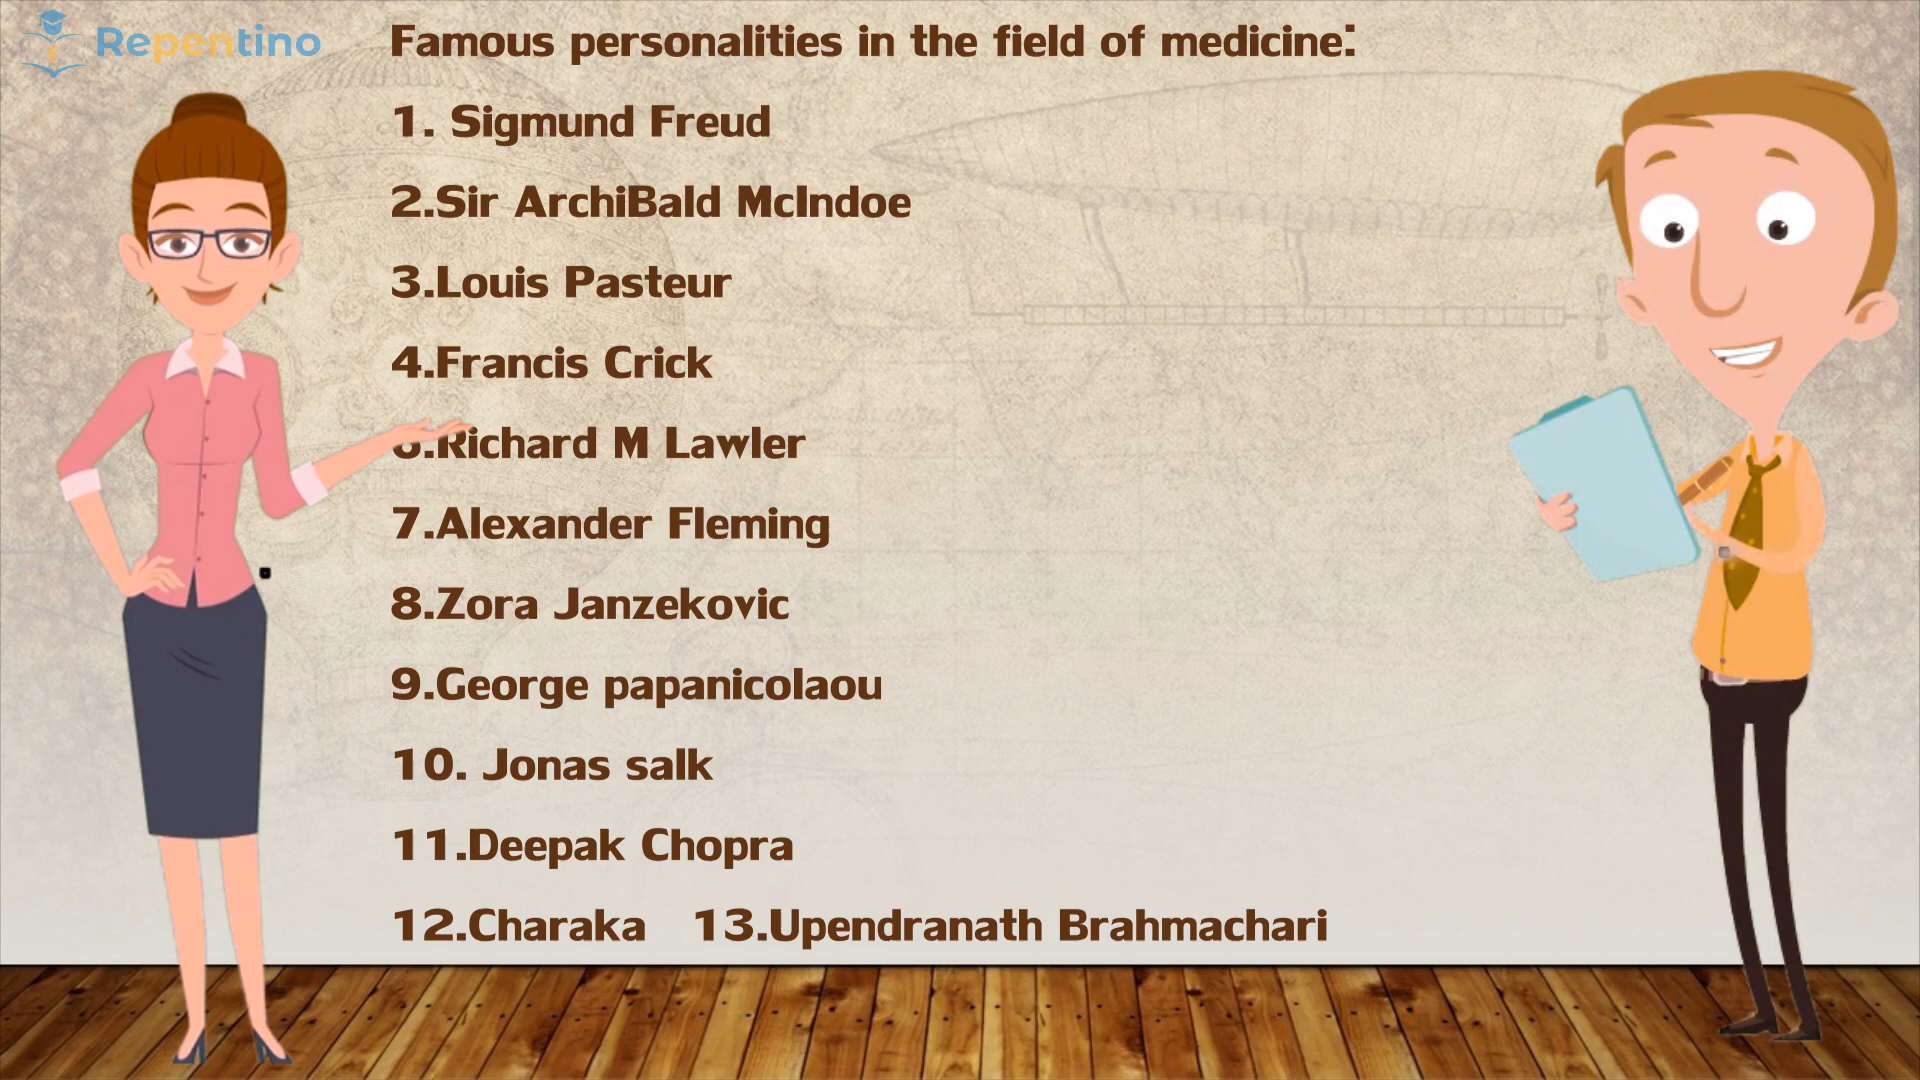 Repentino
Famous personalities in the field of medicine:
1. Sigmund Freud
2.Sir ArchiBald McIndoe
3.Louis Pasteur
4.Francis Crick
6.Richard M Lawler
7.Alexander Fleming
8.Zora Janzekovic
9.George papanicolaou
10. Jonas salk
11.Deepak Chopra
12.Charaka 13.Upendranath Brahmachari